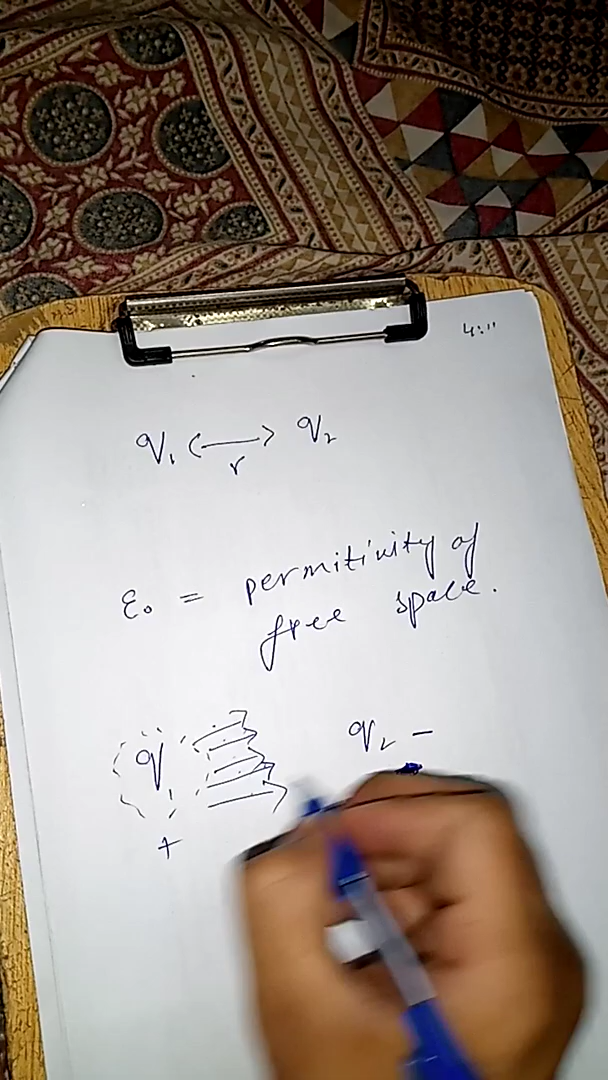 4:11
q₁ <—> q₂
r
ε₀ = permitivity of
free space.
q₁ q₂ -
+